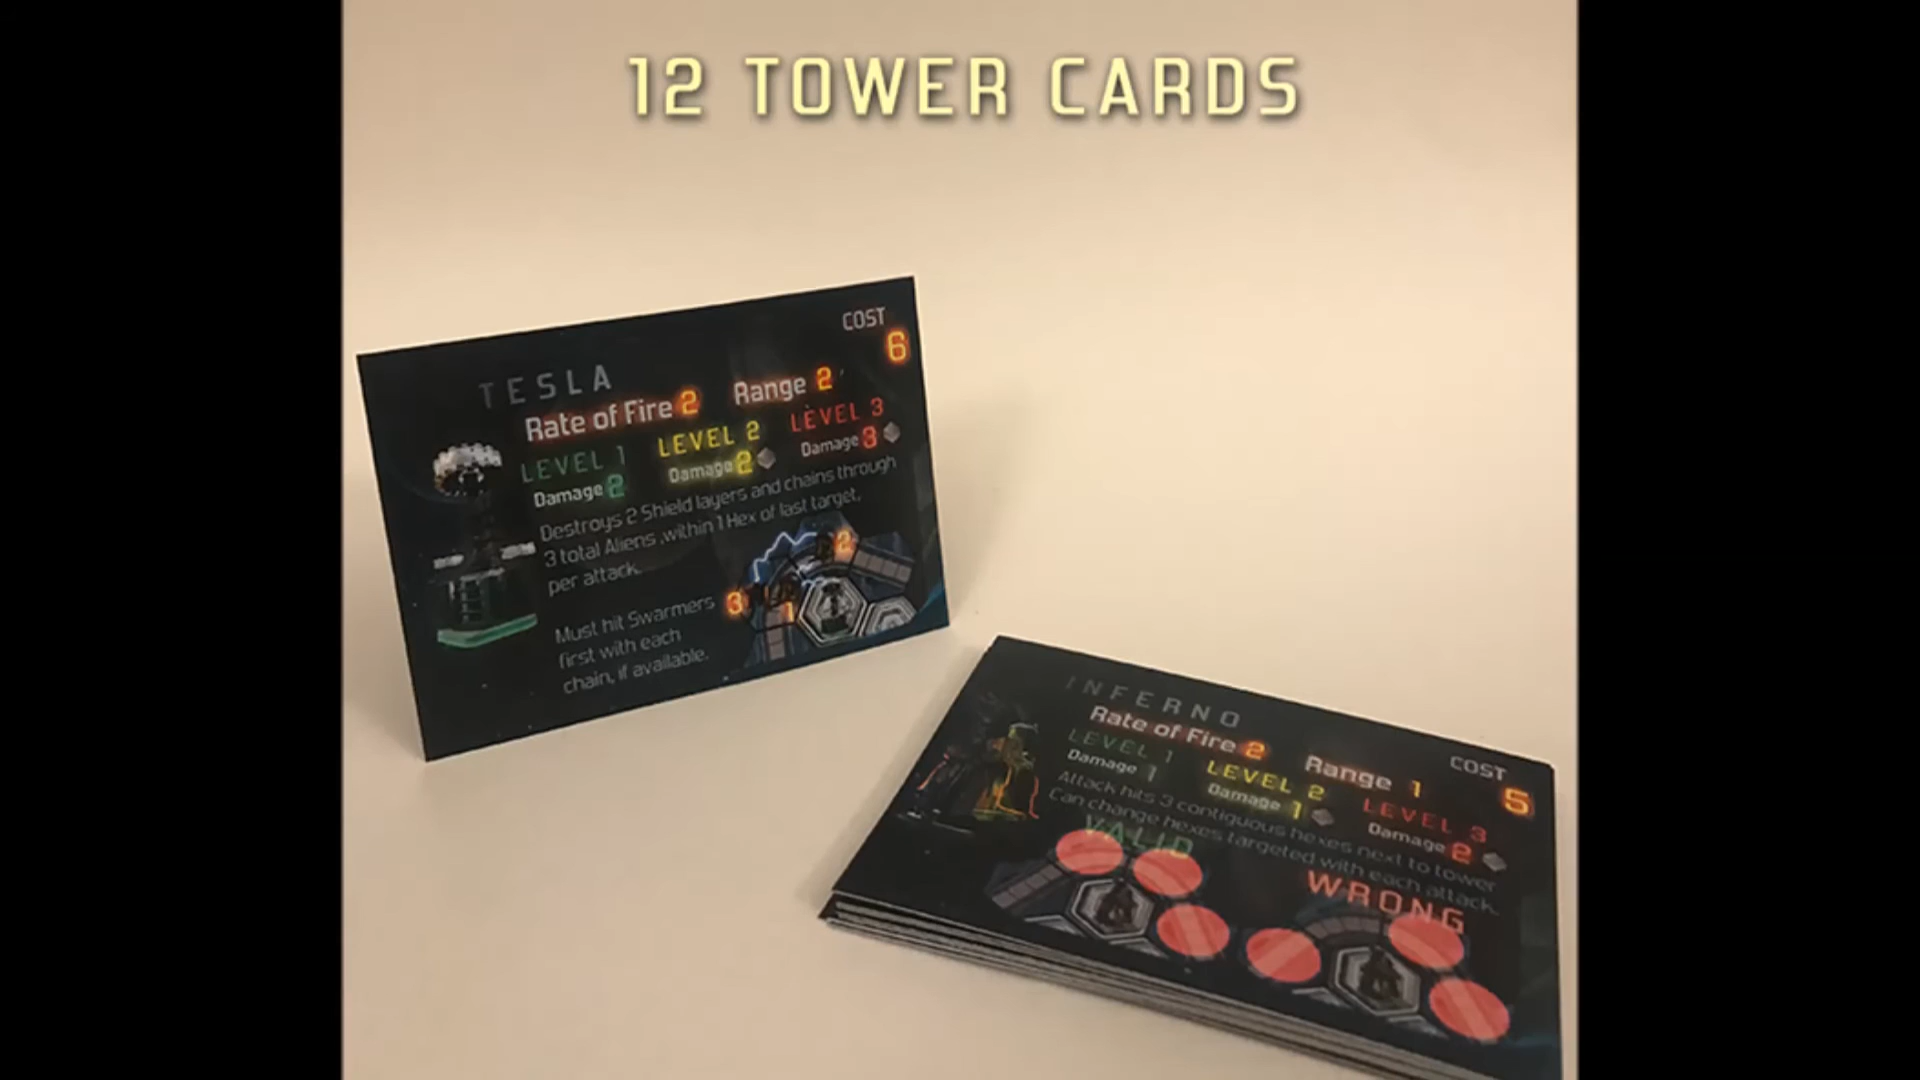 12 TOWER CARDS
COST
6
TESLA
Rate of Fire 2 Range 2
LEVEL 1 LEVEL 2 LEVEL 3
Damage 2 Damage 2 Damage 3
Destroys 2 Shield layers and chains through
3 total Aliens ,within 1 Hex of last target,
per attack.
Must hit Swarmers
first with each
chain, if available.
3 1 2
INFERNO
Rate of Fire 2 Range 1
COST
5
LEVEL 1 LEVEL 2 LEVEL 3
Damage 1 Damage 1 Damage 2
Attack hits 3 contiguous hexes next to tower
Can change hexes targeted with each attack.
VALID
WRONG